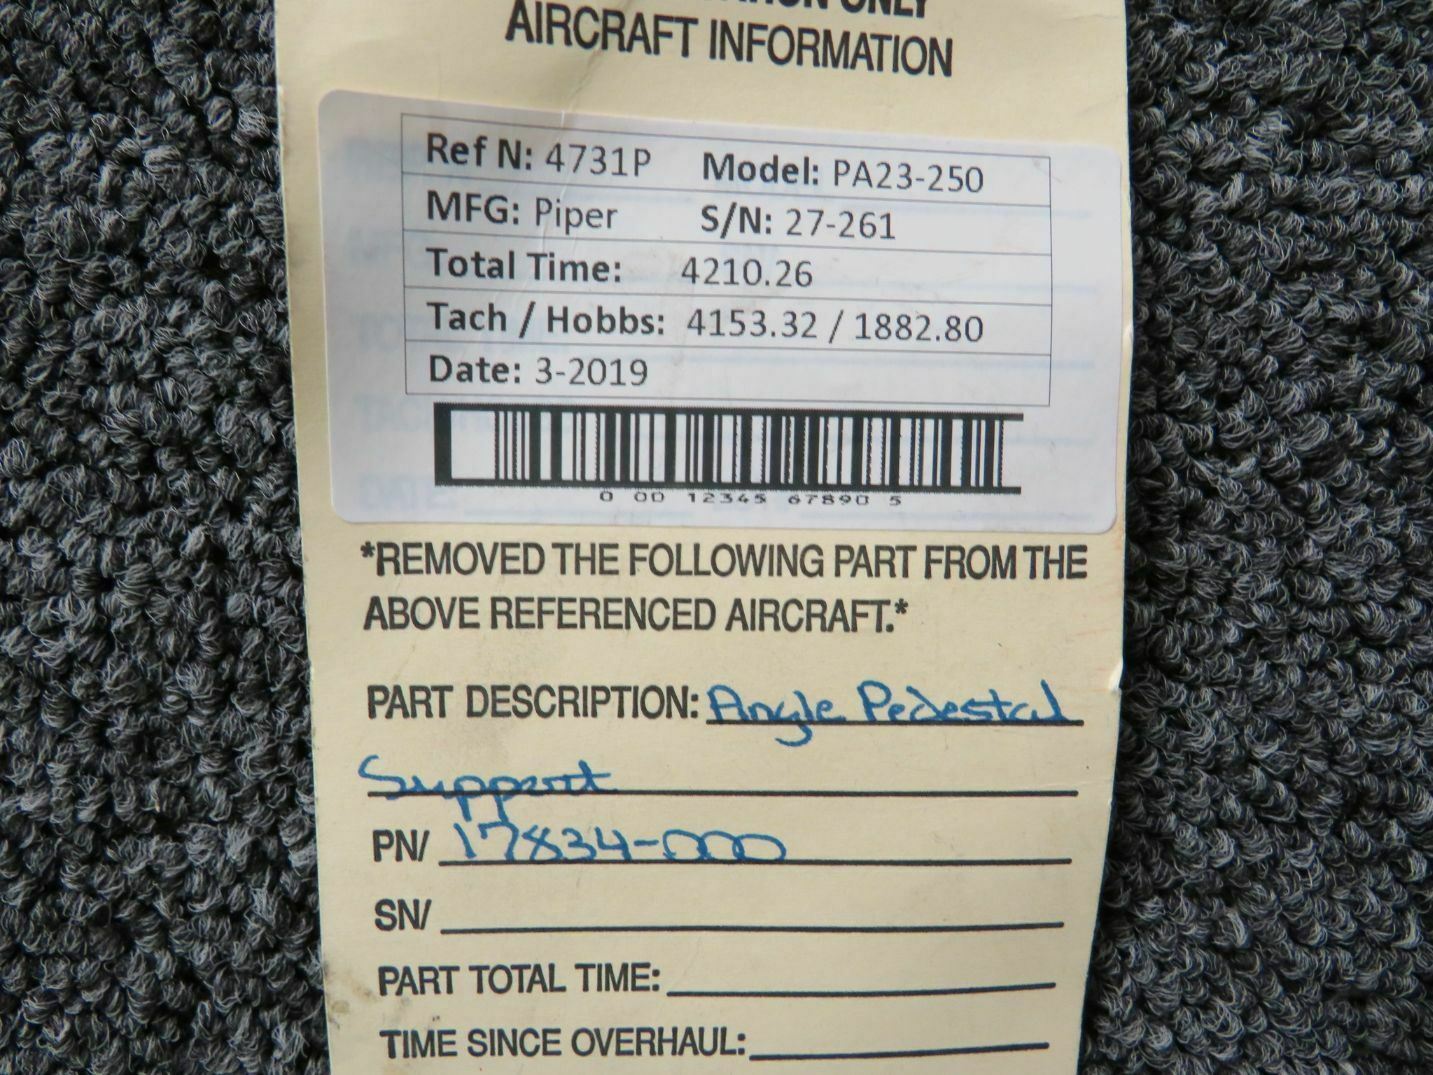 ONLY
AIRCRAFT INFORMATION
Ref N: 4731P Model: PA23-250
MFG: Piper S/N: 27-261
Total Time: 4210.26
Tach / Hobbs: 4153.32 / 1882.80
Date: 3-2019
0 00 12345 67890 5
*REMOVED THE FOLLOWING PART FROM THE
ABOVE REFERENCED AIRCRAFT.*
PART DESCRIPTION: Angle Pedestal
Support
PN/ 17834-000
SN/
PART TOTAL TIME:
TIME SINCE OVERHAUL: